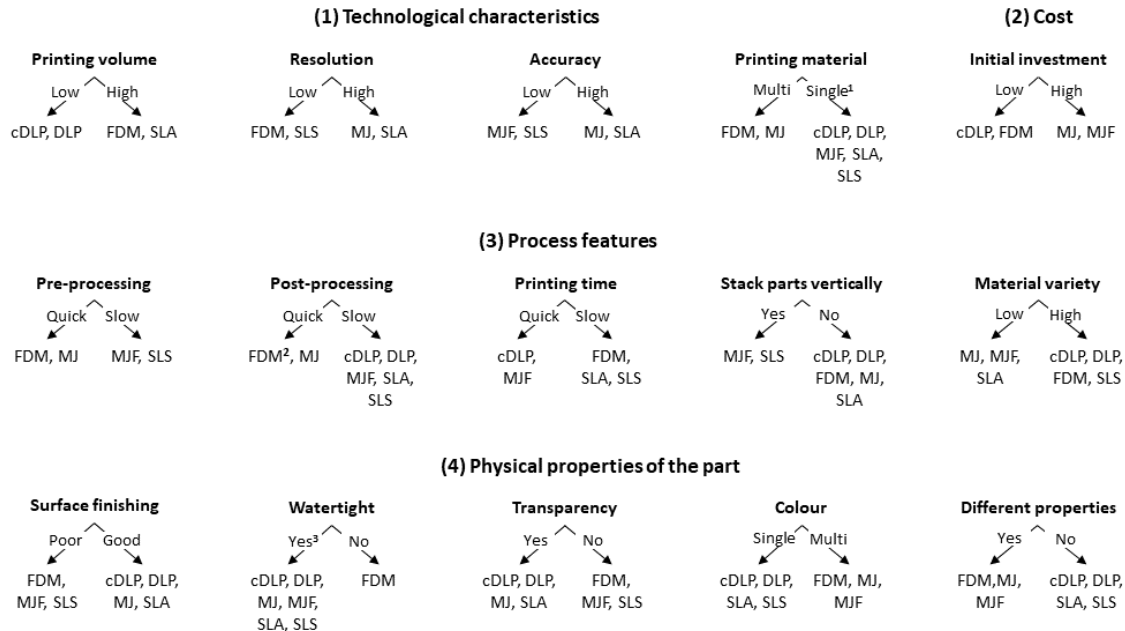 (1) Technological characteristics
(2) Cost
Printing volume
Resolution
Accuracy
Printing material
Initial investment
Low High
Low High
Low High
Multi Single¹
Low High
cDLP, DLP FDM, SLA
FDM, SLS MJ, SLA
MJF, SLS MJ, SLA
FDM, MJ cDLP, DLP,
MJF, SLA,
SLS
cDLP, FDM MJ, MJF
(3) Process features
Pre-processing
Post-processing
Printing time
Stack parts vertically
Material variety
Quick Slow
Quick Slow
Quick Slow
Yes No
Low High
FDM, MJ MJF, SLS
FDM², MJ cDLP, DLP,
MJF, SLA,
SLS
cDLP, FDM,
MJF SLA, SLS
MJF, SLS cDLP, DLP,
FDM, MJ,
SLA
MJ, MJF, cDLP, DLP,
SLA FDM, SLS
(4) Physical properties of the part
Surface finishing
Watertight
Transparency
Colour
Different properties
Poor Good
Yes³ No
Yes No
Single Multi
Yes No
FDM, cDLP, DLP,
MJF, SLS MJ, SLA
cDLP, DLP, FDM
MJ, MJF,
SLA, SLS
cDLP, DLP, FDM,
MJ, SLA MJF, SLS
cDLP, DLP, FDM, MJ,
SLA, SLS MJF
FDM,MJ, cDLP, DLP,
MJF SLA, SLS